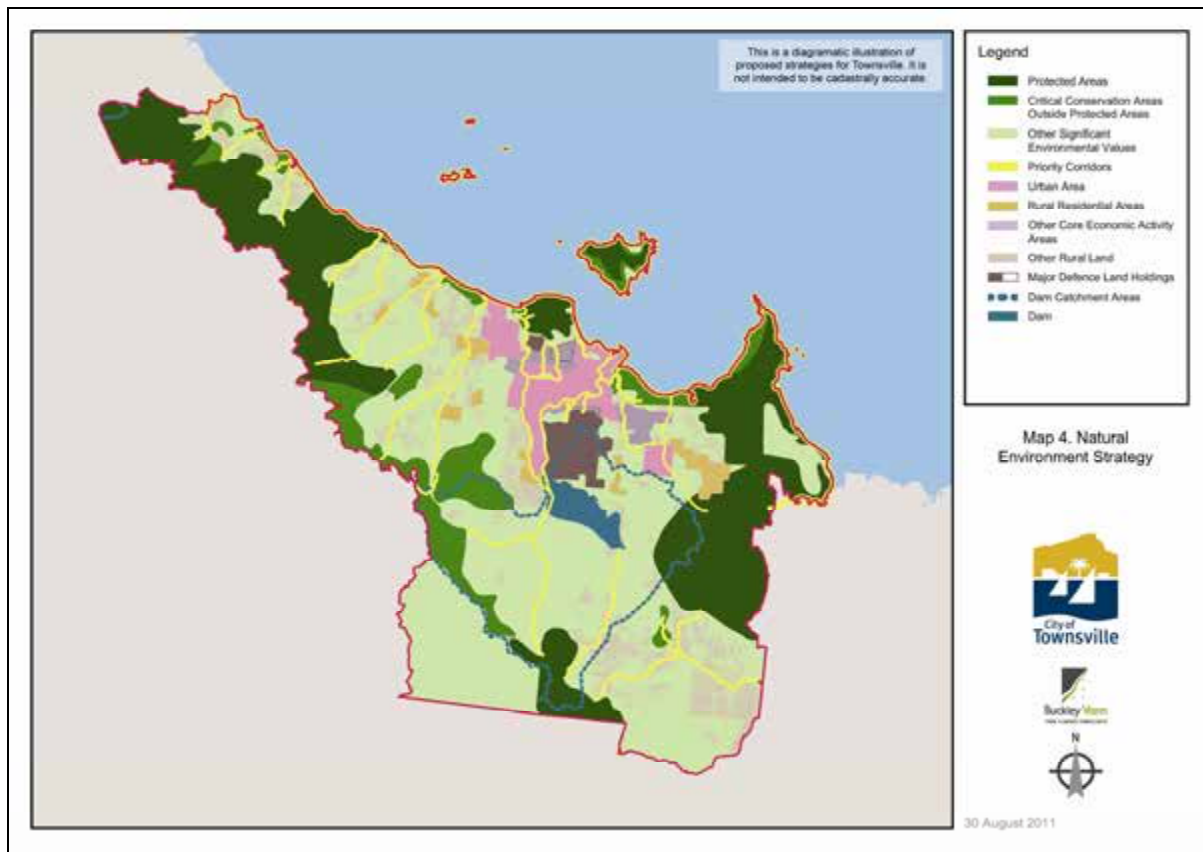 This is a diagramatic illustration of
proposed strategies for Townsville. It is
not intended to be cadastrally accurate.
Legend
Protected Areas
Critical Conservation Areas
Outside Protected Areas
Other Significant
Environmental Values
Priority Corridors
Urban Area
Rural Residential Areas
Other Core Economic Activity
Areas
Other Rural Land
Major Defence Land Holdings
Dam Catchment Areas
Dam
Map 4. Natural
Environment Strategy
City of
Townsville
Buckley Vann
N
30 August 2011